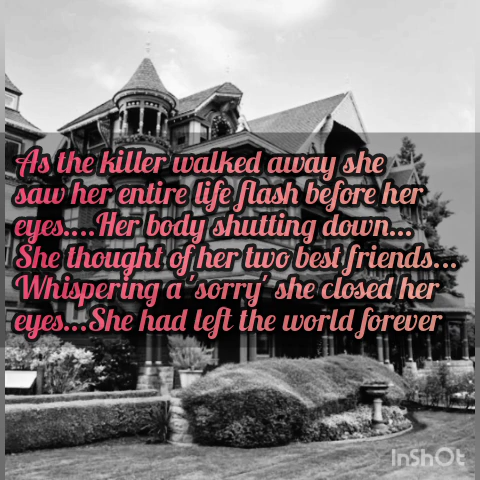 As the killer walked away she
saw her entire life flash before her
eyes....Her body shutting down...
She thought of her two best friends...
Whispering a 'sorry' she closed her
eyes...She had left the world forever
InShOt